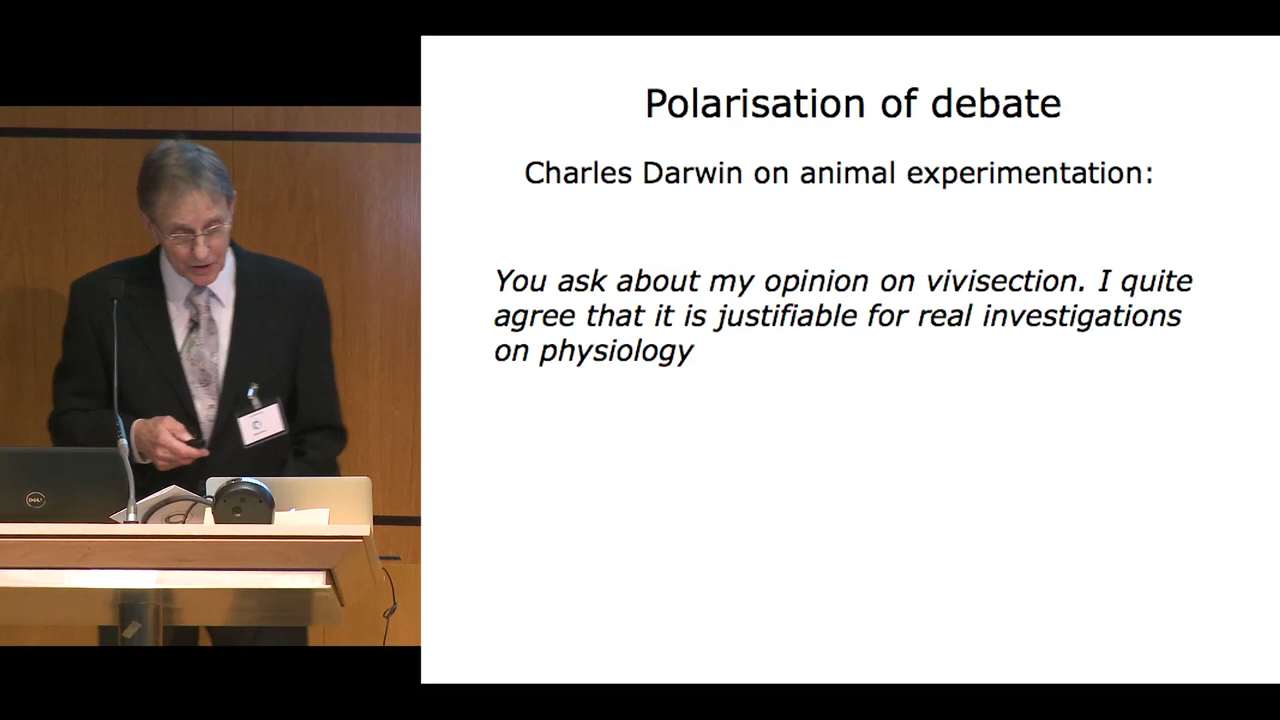 Polarisation of debate
Charles Darwin on animal experimentation:
You ask about my opinion on vivisection. I quite
agree that it is justifiable for real investigations
on physiology
DELL